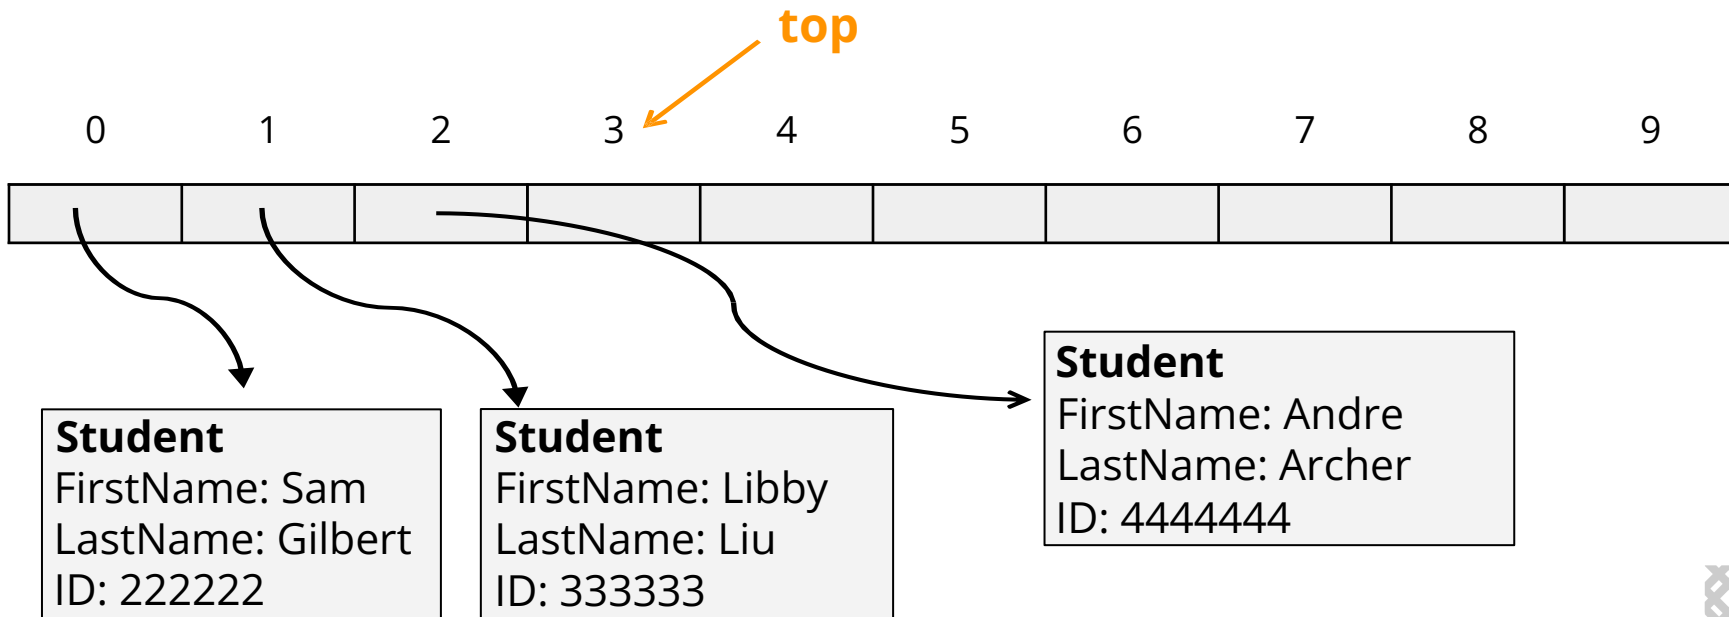 top
0 1 2 3 4 5 6 7 8 9
Student
FirstName: Sam
LastName: Gilbert
ID: 222222
Student
FirstName: Libby
LastName: Liu
ID: 333333
Student
FirstName: Andre
LastName: Archer
ID: 4444444